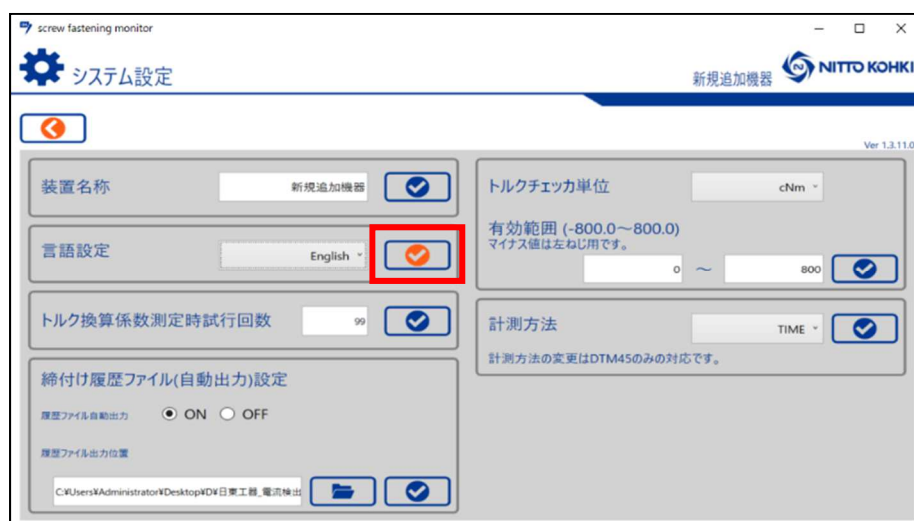 screw fastening monitor
システム設定
新規追加機器
NITTO KOHKI
Ver 1.3.11.0
装置名称
新規追加機器
言語設定
English
トルク換算係数測定時試行回数
99
締付け履歴ファイル(自動出力)設定
履歴ファイル自動出力
ON
OFF
履歴ファイル出力位置
C:¥Users¥Administrator¥Desktop¥D¥日東工器_電流検出
トルクチェッカ単位
cNm
有効範囲 (-800.0～800.0)
マイナス値は左ねじ用です。
0 ～ 800
計測方法
TIME
計測方法の変更はDTM45のみの対応です。